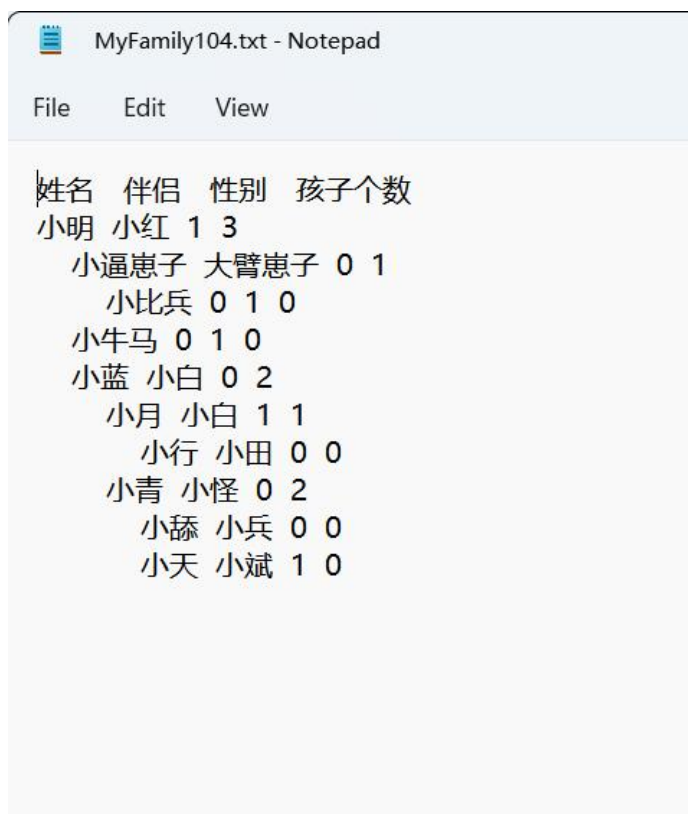 MyFamily104.txt - Notepad
File Edit View
姓名 伴侣 性别 孩子个数
小明 小红 1 3
小逼崽子 大臂崽子 0 1
小比兵 0 1 0
小牛马 0 1 0
小蓝 小白 0 2
小月 小白 1 1
小行 小田 0 0
小青 小怪 0 2
小舔 小兵 0 0
小天 小斌 1 0